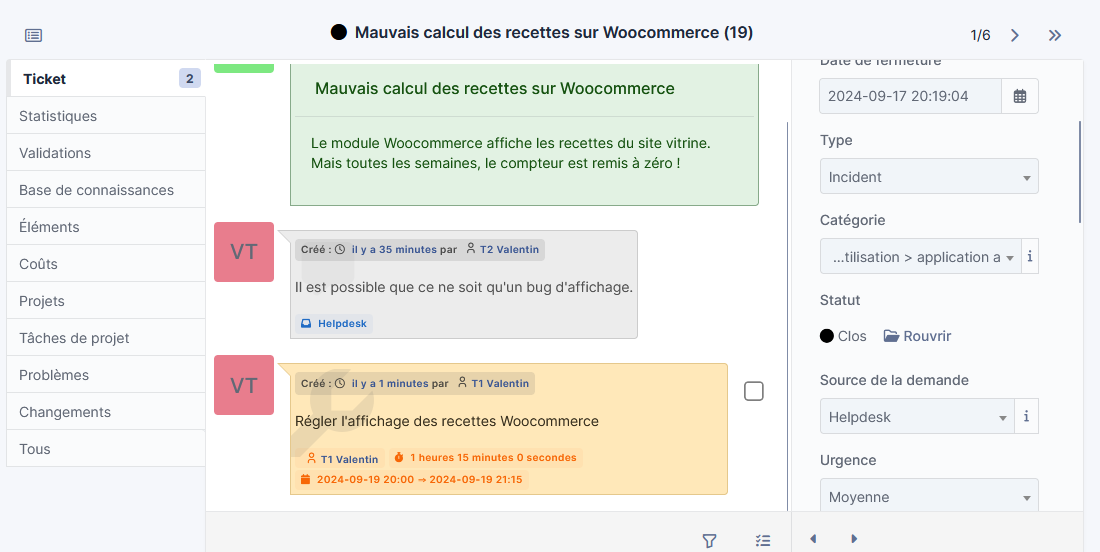 Mauvais calcul des recettes sur Woocommerce (19)
1/6
Ticket 2
Statistiques
Validations
Base de connaissances
Éléments
Coûts
Projets
Tâches de projet
Problèmes
Changements
Tous
Mauvais calcul des recettes sur Woocommerce
Le module Woocommerce affiche les recettes du site vitrine.
Mais toutes les semaines, le compteur est remis à zéro !
VT
Créé : il y a 35 minutes par T2 Valentin
Il est possible que ce ne soit qu'un bug d'affichage.
Helpdesk
VT
Créé : il y a 1 minutes par T1 Valentin
Régler l'affichage des recettes Woocommerce
T1 Valentin 1 heures 15 minutes 0 secondes
2024-09-19 20:00 → 2024-09-19 21:15
Date de fermeture
2024-09-17 20:19:04
Type
Incident
Catégorie
...tilisation > application a i
Statut
Clos Rouvrir
Source de la demande
Helpdesk i
Urgence
Moyenne